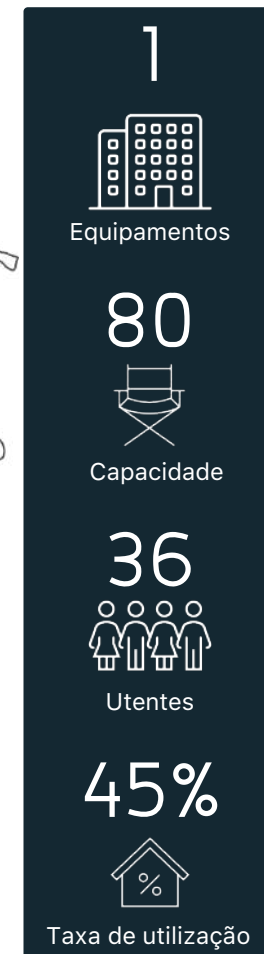 1
Equipamentos
80
Capacidade
36
Utentes
45%
%
Taxa de utilização